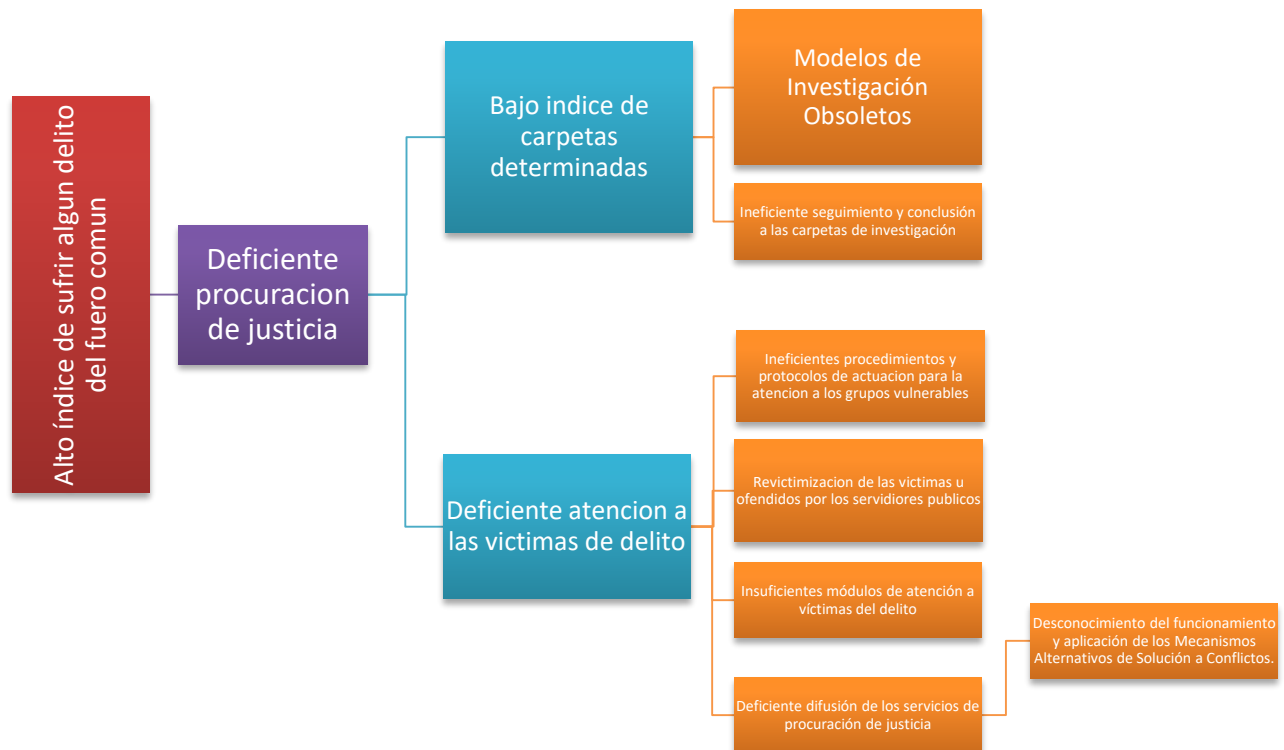 Alto índice de sufrir algun delito
del fuero comun
Deficiente
procuracion
de justicia
Bajo indice de
carpetas
determinadas
Modelos de
Investigación
Obsoletos
Ineficiente seguimiento y conclusión
a las carpetas de investigación
Deficiente atencion a
las victimas de delito
Ineficientes procedimientos y
protocolos de actuacion para la
atencion a los grupos vulnerables
Revictimizacion de las victimas u
ofendidos por los servidiores publicos
Insuficientes módulos de atención a
víctimas del delito
Deficiente difusión de los servicios de
procuración de justicia
Desconocimiento del funcionamiento
y aplicación de los Mecanismos
Alternativos de Solución a Conflictos.